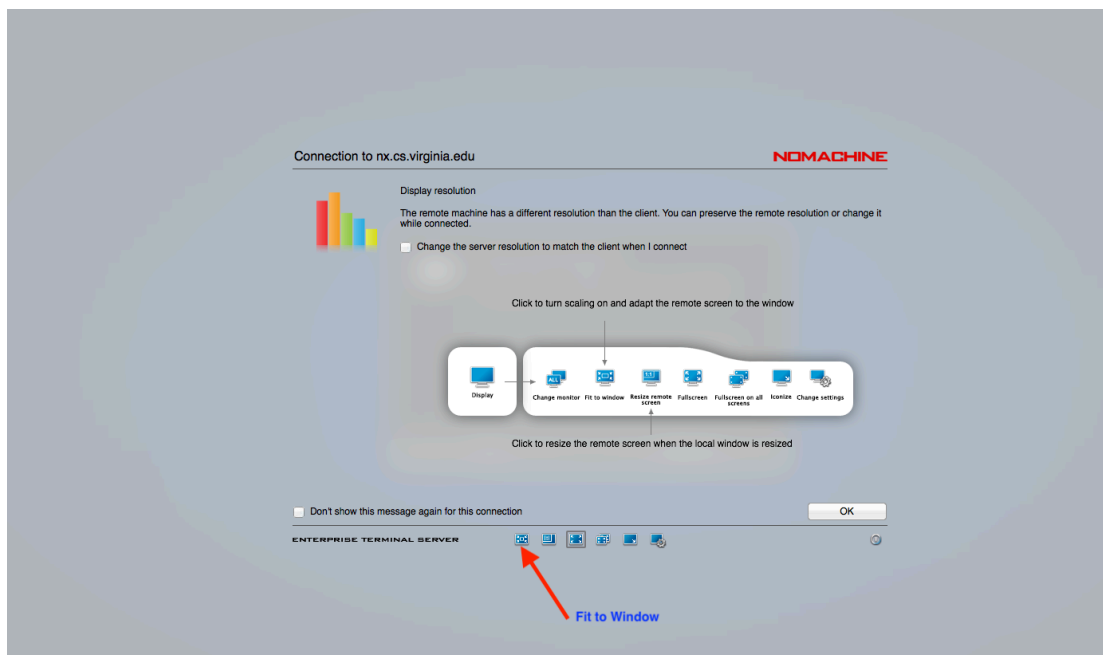 Connection to nx.cs.virginia.edu
NOMACHINE
Display resolution
The remote machine has a different resolution than the client. You can preserve the remote resolution or change it
while connected.
Change the server resolution to match the client when I connect
Click to turn scaling on and adapt the remote screen to the window
ALL
1:1
Display
Change monitor
Fit to window
Resize remote
screen
Fullscreen
Fullscreen on all
screens
Iconize
Change settings
Click to resize the remote screen when the local window is resized
Don't show this message again for this connection
OK
ENTERPRISE TERMINAL SERVER
Fit to Window